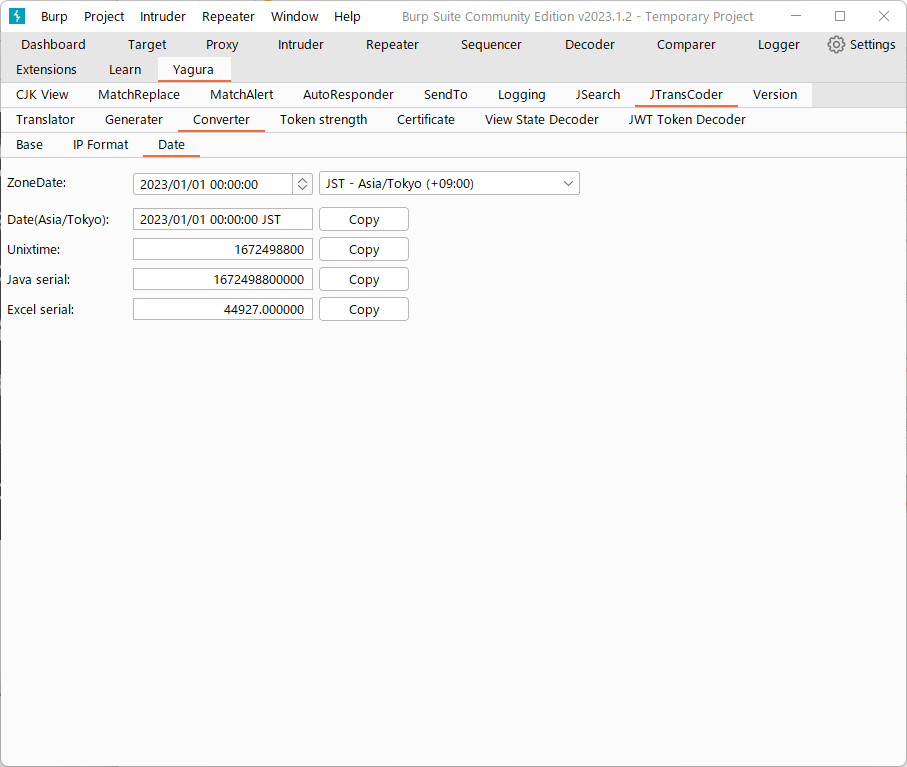 Burp Project Intruder Repeater Window Help Burp Suite Community Edition v2023.1.2 - Temporary Project
Dashboard Target Proxy Intruder Repeater Sequencer Decoder Comparer Logger Settings
Extensions Learn Yagura
CJK View MatchReplace MatchAlert AutoResponder SendTo Logging JSearch JTransCoder Version
Translator Generater Converter Token strength Certificate View State Decoder JWT Token Decoder
Base IP Format Date
ZoneDate: 2023/01/01 00:00:00 JST - Asia/Tokyo (+09:00)
Date(Asia/Tokyo): 2023/01/01 00:00:00 JST Copy
Unixtime: 1672498800 Copy
Java serial: 1672498800000 Copy
Excel serial: 44927.000000 Copy